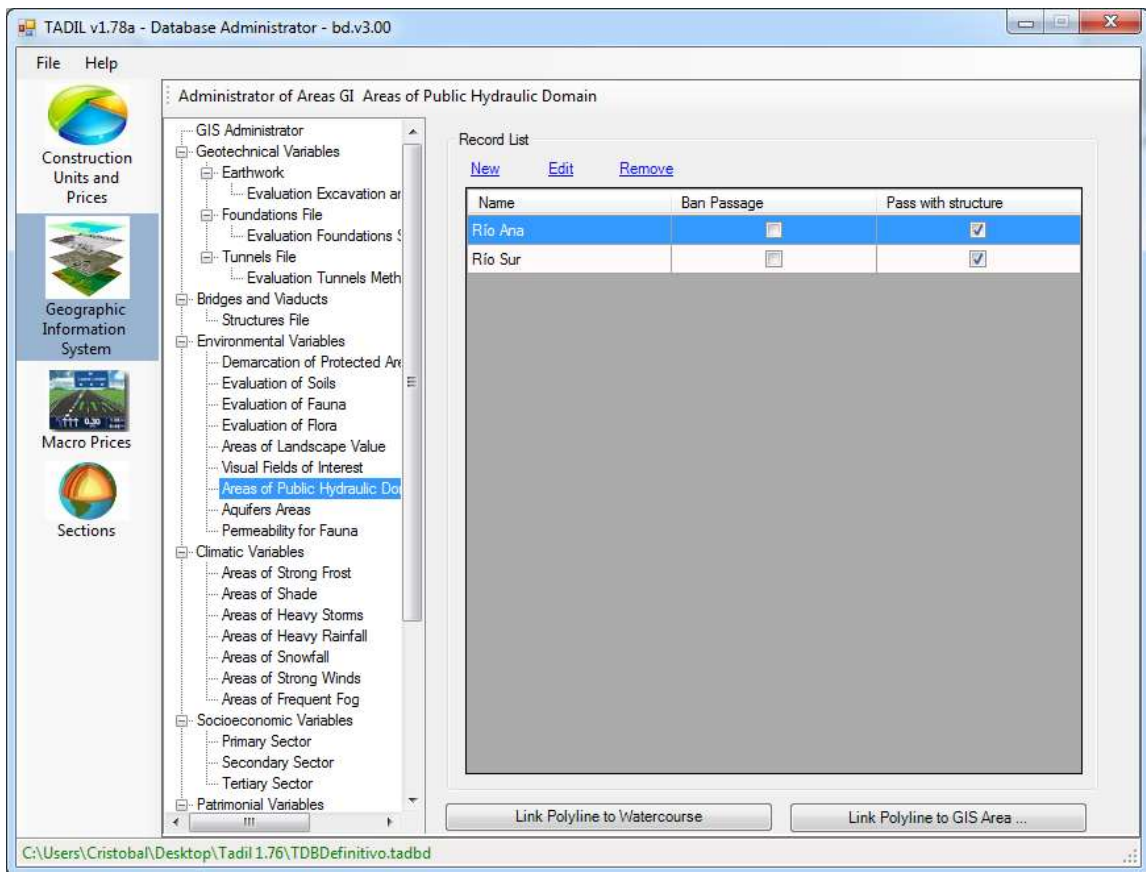 TADIL v1.78a - Database Administrator - bd.v3.00
File Help
Construction
Units and
Prices
Geographic
Information
System
Macro Prices
Sections
Administrator of Areas GI Areas of Public Hydraulic Domain
GIS Administrator
Geotechnical Variables
Earthwork
Evaluation Excavation ar
Foundations File
Evaluation Foundations S
Tunnels File
Evaluation Tunnels Meth
Bridges and Viaducts
Structures File
Environmental Variables
Demarcation of Protected Are
Evaluation of Soils
Evaluation of Fauna
Evaluation of Flora
Areas of Landscape Value
Visual Fields of Interest
Areas of Public Hydraulic Dom
Aquifers Areas
Permeability for Fauna
Climatic Variables
Areas of Strong Frost
Areas of Shade
Areas of Heavy Storms
Areas of Heavy Rainfall
Areas of Snowfall
Areas of Strong Winds
Areas of Frequent Fog
Socioeconomic Variables
Primary Sector
Secondary Sector
Tertiary Sector
Patrimonial Variables
Record List
New Edit Remove
Name Ban Passage Pass with structure
Río Ana
Río Sur
Link Polyline to Watercourse Link Polyline to GIS Area ...
C:\Users\Cristobal\Desktop\Tadil 1.76\TDBDefinitivo.tadbd